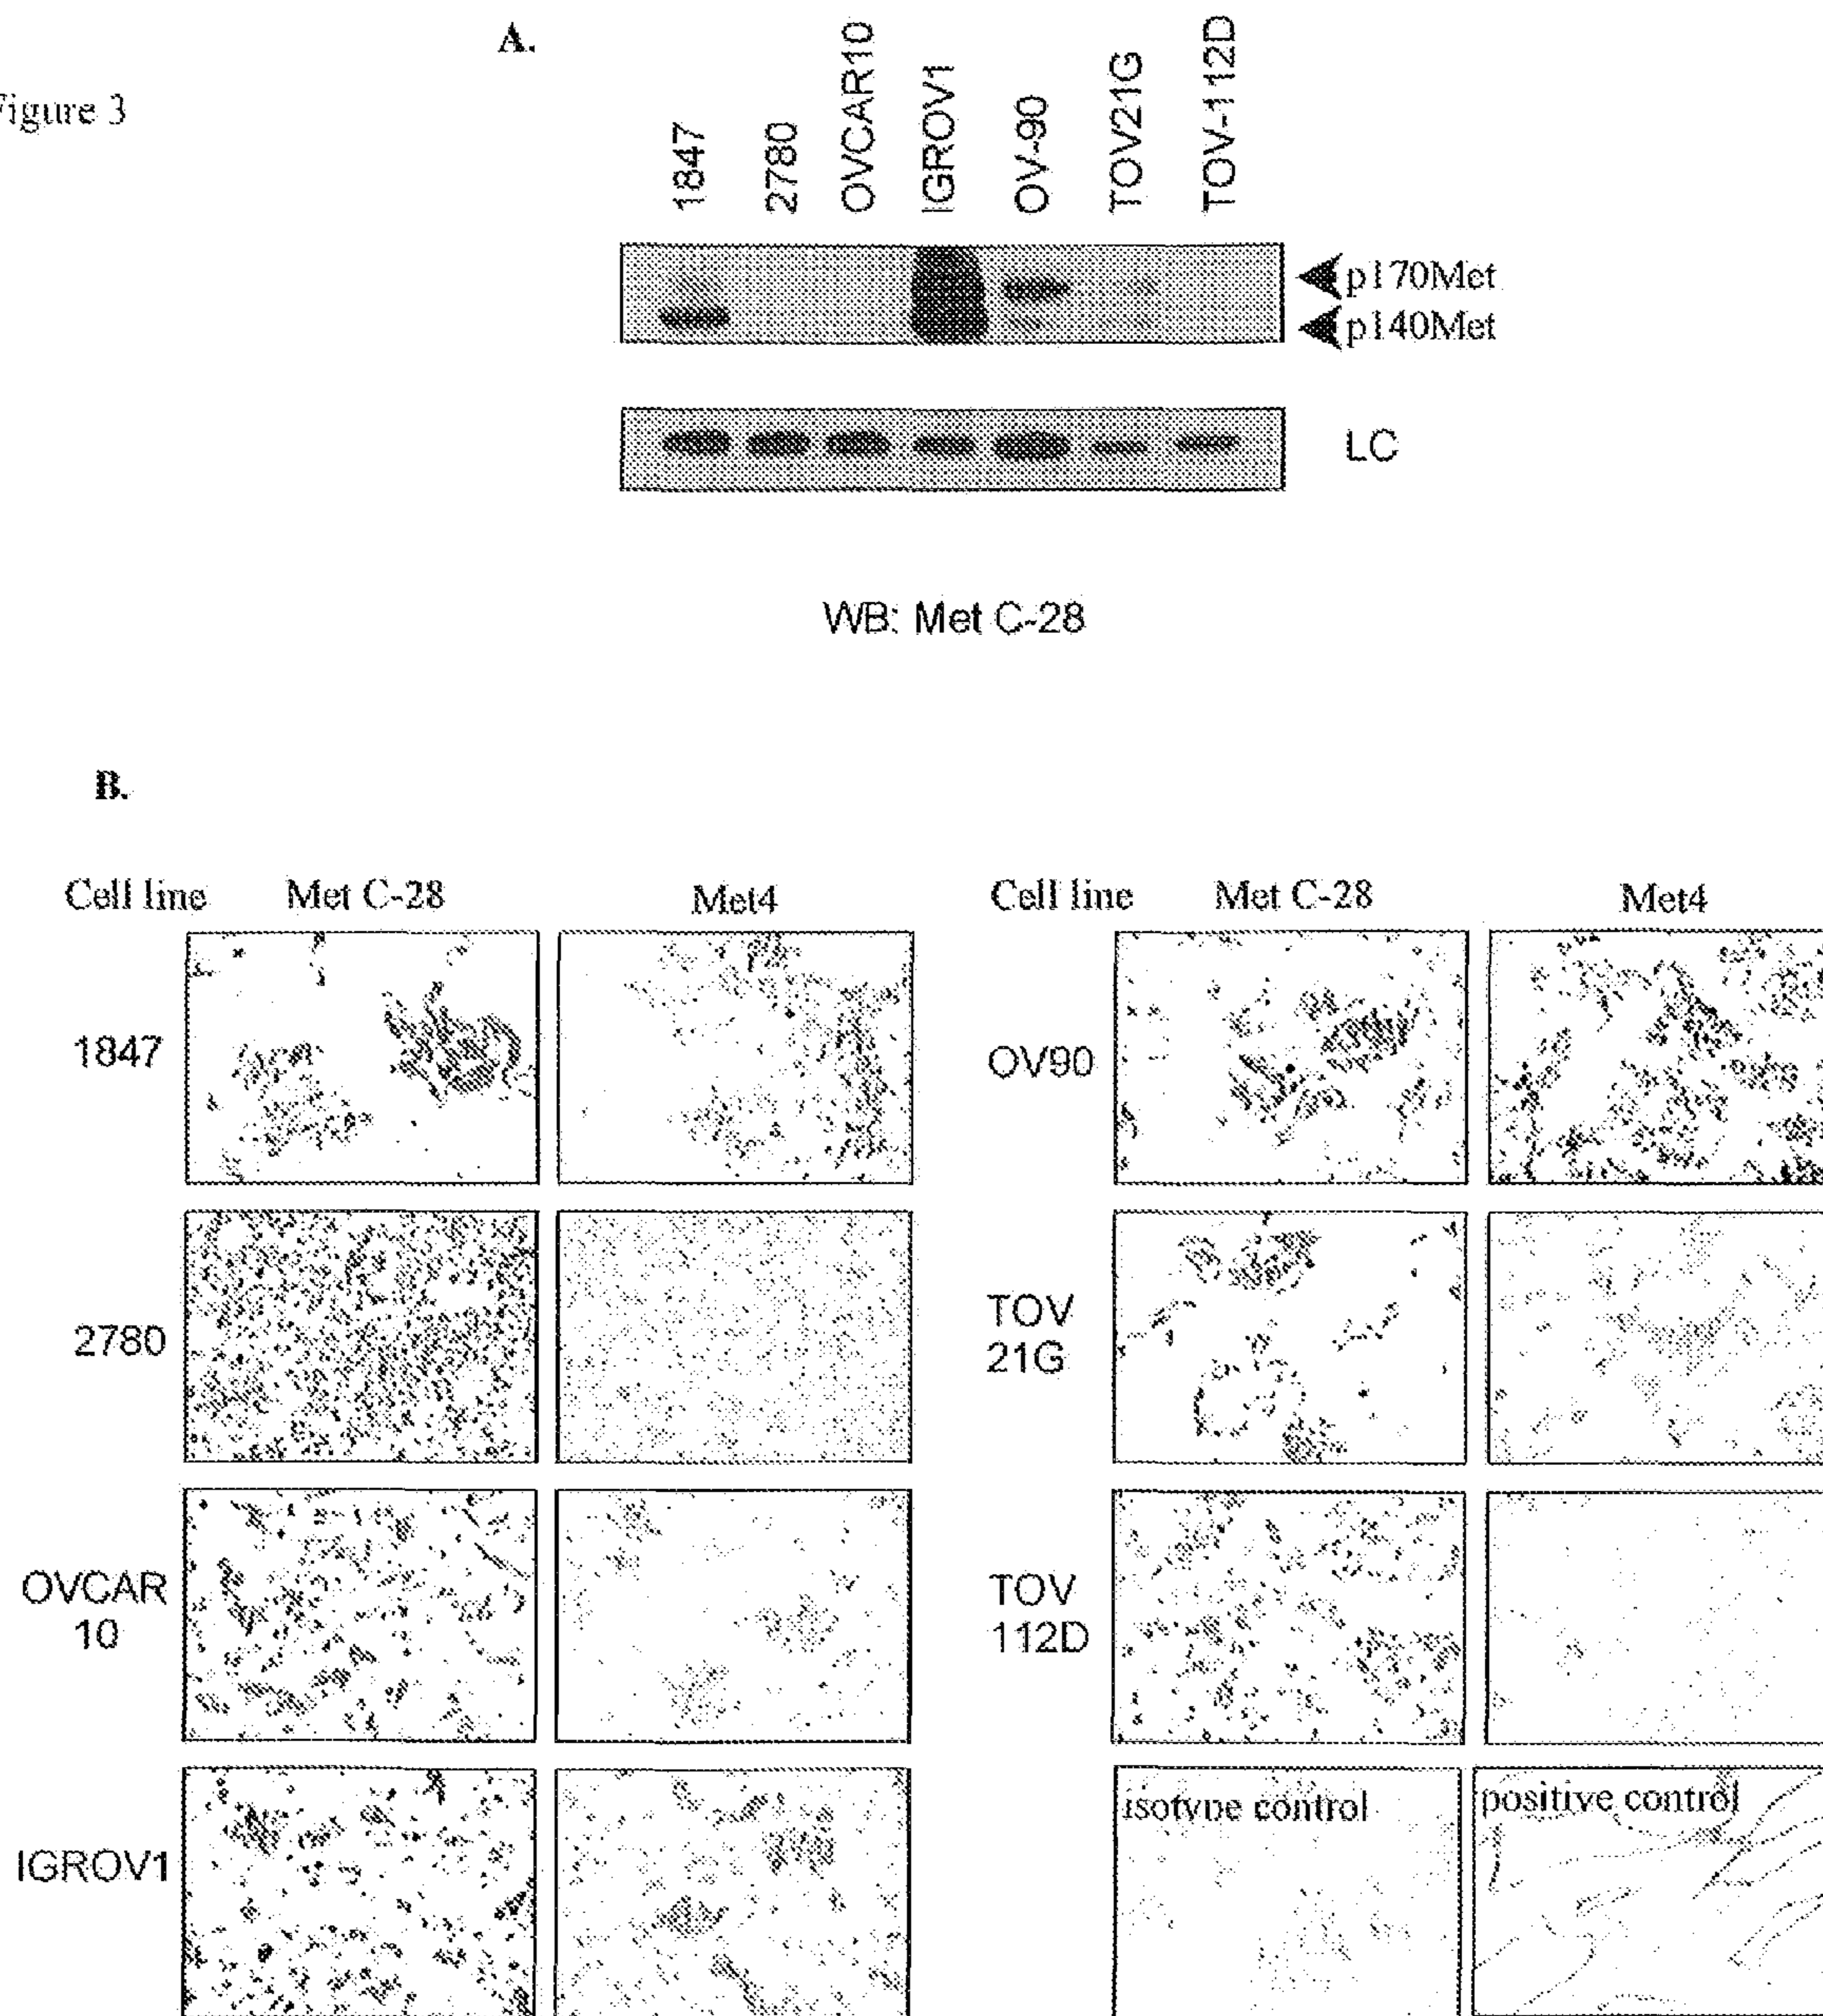 A.
Figure 3
1847 2780 OVCAR10 IGROV1 OV-90 TOV21G TOV-112D
p170Met
p140Met
LC
WB: Met C-28
B.
Cell line Met C-28 Met4 Cell line Met C-28 Met4
1847
OV90
2780
TOV
21G
OVCAR
10
TOV
112D
IGROV1
isotype control
positive control